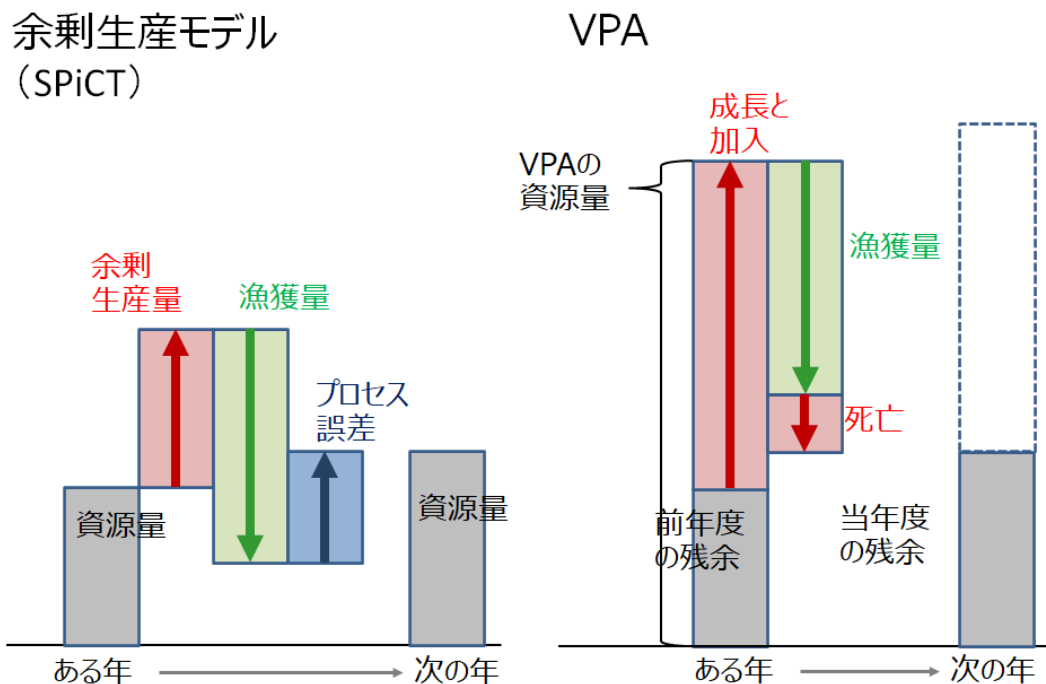 余剰生産モデル
（SPiCT）
余剰
生産量
漁獲量
プロセス
誤差
資源量
資源量
ある年
次の年
VPA
成長と
加入
VPAの
資源量
漁獲量
死亡
前年度
の残余
当年度
の残余
ある年
次の年